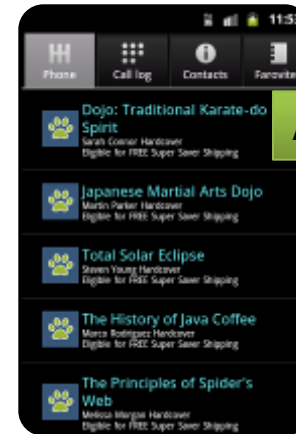 11:53
Phone Call log Contacts Farovite
Dojo: Traditional Karate-do
Spirit
Sarah Connor Hardcover
Eligible for FREE Super Saver Shipping
A
Japanese Martial Arts Dojo
Martin Parker Hardcover
Eligible for FREE Super Saver Shipping
Total Solar Eclipse
Steven Young Hardcover
Eligible for FREE Super Saver Shipping
The History of Java Coffee
Marco Rodriguez Hardcover
Eligible for FREE Super Saver Shipping
The Principles of Spider's
Web
Melissa Morgan Hardcover
Eligible for FREE Super Saver Shipping